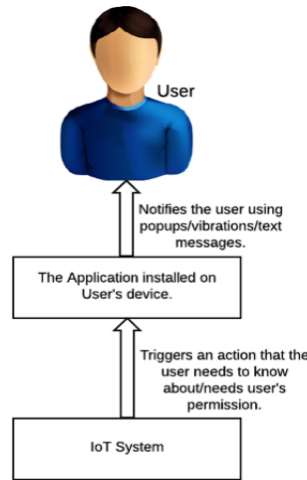 User
Notifies the user using
popups/vibrations/text
messages.
The Application installed on
User's device.
Triggers an action that the
user needs to know
about/needs user's
permission.
IoT System